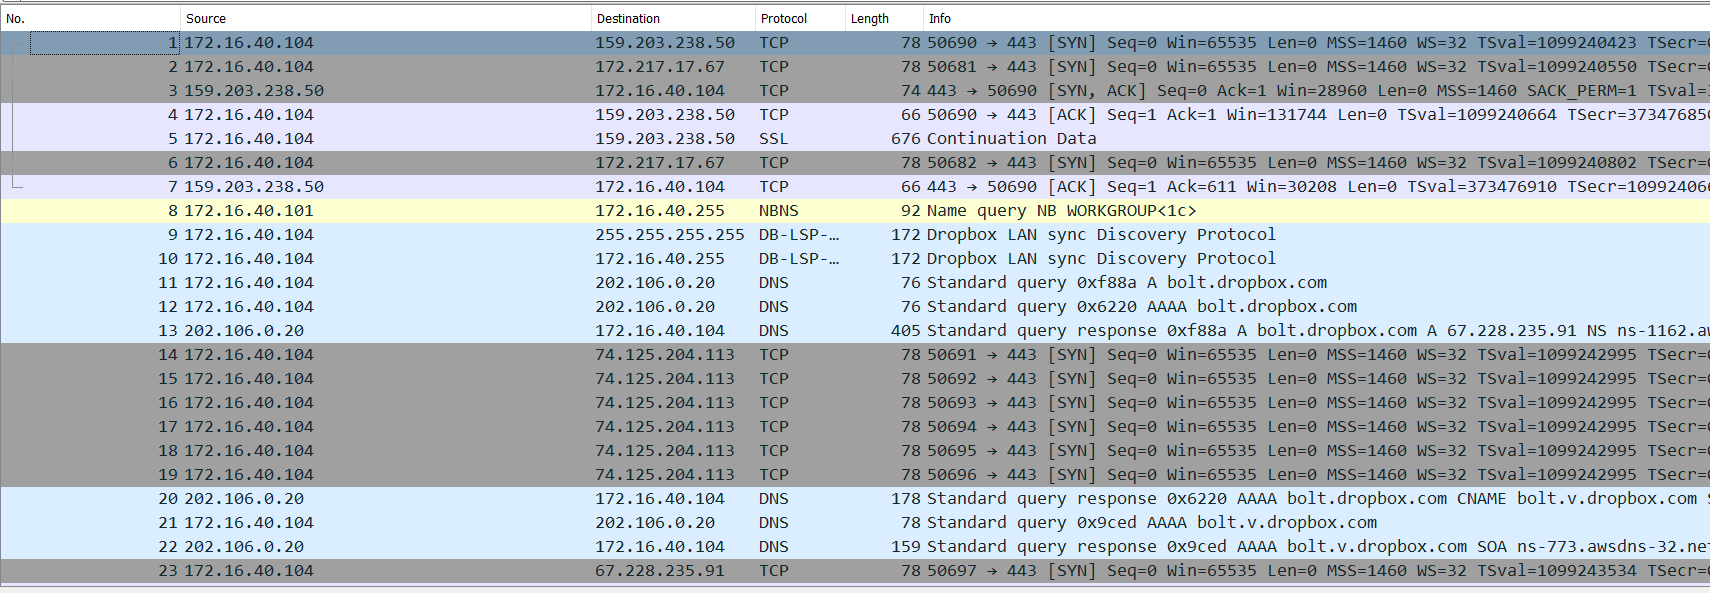 No. Source Destination Protocol Length Info
1 172.16.40.104 159.203.238.50 TCP 78 50690 → 443 [SYN] Seq=0 Win=65535 Len=0 MSS=1460 WS=32 TSval=1099240423 TSecr=
2 172.16.40.104 172.217.17.67 TCP 78 50681 → 443 [SYN] Seq=0 Win=65535 Len=0 MSS=1460 WS=32 TSval=1099240550 TSecr=
3 159.203.238.50 172.16.40.104 TCP 74 443 → 50690 [SYN, ACK] Seq=0 Ack=1 Win=28960 Len=0 MSS=1460 SACK_PERM=1 TSval=
4 172.16.40.104 159.203.238.50 TCP 66 50690 → 443 [ACK] Seq=1 Ack=1 Win=131744 Len=0 TSval=1099240664 TSecr=37347685
5 172.16.40.104 159.203.238.50 SSL 676 Continuation Data
6 172.16.40.104 172.217.17.67 TCP 78 50682 → 443 [SYN] Seq=0 Win=65535 Len=0 MSS=1460 WS=32 TSval=1099240802 TSecr=
7 159.203.238.50 172.16.40.104 TCP 66 443 → 50690 [ACK] Seq=1 Ack=611 Win=30208 Len=0 TSval=373476910 TSecr=10992406
8 172.16.40.101 172.16.40.255 NBNS 92 Name query NB WORKGROUP<1c>
9 172.16.40.104 255.255.255.255 DB-LSP-… 172 Dropbox LAN sync Discovery Protocol
10 172.16.40.104 172.16.40.255 DB-LSP-… 172 Dropbox LAN sync Discovery Protocol
11 172.16.40.104 202.106.0.20 DNS 76 Standard query 0xf88a A bolt.dropbox.com
12 172.16.40.104 202.106.0.20 DNS 76 Standard query 0x6220 AAAA bolt.dropbox.com
13 202.106.0.20 172.16.40.104 DNS 405 Standard query response 0xf88a A bolt.dropbox.com A 67.228.235.91 NS ns-1162.aw
14 172.16.40.104 74.125.204.113 TCP 78 50691 → 443 [SYN] Seq=0 Win=65535 Len=0 MSS=1460 WS=32 TSval=1099242995 TSecr=
15 172.16.40.104 74.125.204.113 TCP 78 50692 → 443 [SYN] Seq=0 Win=65535 Len=0 MSS=1460 WS=32 TSval=1099242995 TSecr=
16 172.16.40.104 74.125.204.113 TCP 78 50693 → 443 [SYN] Seq=0 Win=65535 Len=0 MSS=1460 WS=32 TSval=1099242995 TSecr=
17 172.16.40.104 74.125.204.113 TCP 78 50694 → 443 [SYN] Seq=0 Win=65535 Len=0 MSS=1460 WS=32 TSval=1099242995 TSecr=
18 172.16.40.104 74.125.204.113 TCP 78 50695 → 443 [SYN] Seq=0 Win=65535 Len=0 MSS=1460 WS=32 TSval=1099242995 TSecr=
19 172.16.40.104 74.125.204.113 TCP 78 50696 → 443 [SYN] Seq=0 Win=65535 Len=0 MSS=1460 WS=32 TSval=1099242995 TSecr=
20 202.106.0.20 172.16.40.104 DNS 178 Standard query response 0x6220 AAAA bolt.dropbox.com CNAME bolt.v.dropbox.com
21 172.16.40.104 202.106.0.20 DNS 78 Standard query 0x9ced AAAA bolt.v.dropbox.com
22 202.106.0.20 172.16.40.104 DNS 159 Standard query response 0x9ced AAAA bolt.v.dropbox.com SOA ns-773.awsdns-32.net
23 172.16.40.104 67.228.235.91 TCP 78 50697 → 443 [SYN] Seq=0 Win=65535 Len=0 MSS=1460 WS=32 TSval=1099243534 TSecr=